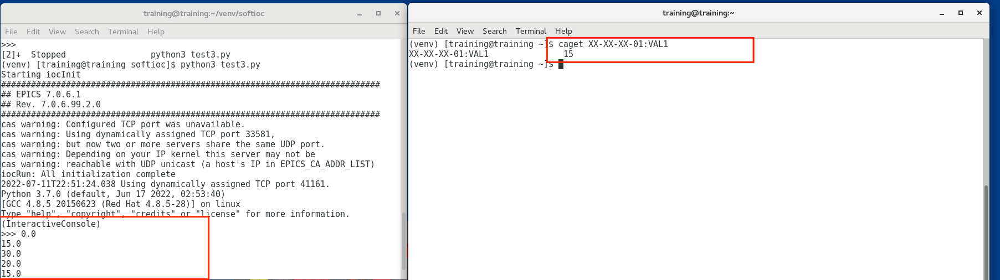 training@training:~/venv/softioc
File Edit View Search Terminal Help
>>>
[2]+  Stopped                 python3 test3.py
(venv) [training@training softioc]$ python3 test3.py
Starting iocInit
############################################################################
## EPICS 7.0.6.1
## Rev. 7.0.6.99.2.0
############################################################################
cas warning: Configured TCP port was unavailable.
cas warning: Using dynamically assigned TCP port 33581,
cas warning: but now two or more servers share the same UDP port.
cas warning: Depending on your IP kernel this server may not be
cas warning: reachable with UDP unicast (a host's IP in EPICS_CA_ADDR_LIST)
iocRun: All initialization complete
2022-07-11T22:51:24.038 Using dynamically assigned TCP port 41161.
Python 3.7.0 (default, Jun 17 2022, 02:53:40)
[GCC 4.8.5 20150623 (Red Hat 4.8.5-28)] on linux
Type "help", "copyright", "credits" or "license" for more information.
(InteractiveConsole)
>>> 0.0
15.0
30.0
20.0
15.0
training@training:~
File Edit View Search Terminal Help
(venv) [training@training ~]$ caget XX-XX-XX-01:VAL1
XX-XX-XX-01:VAL1               15
(venv) [training@training ~]$